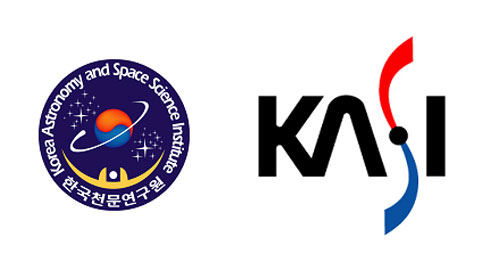 Korea Astronomy and Space Science Institute
한국천문연구원
KASI